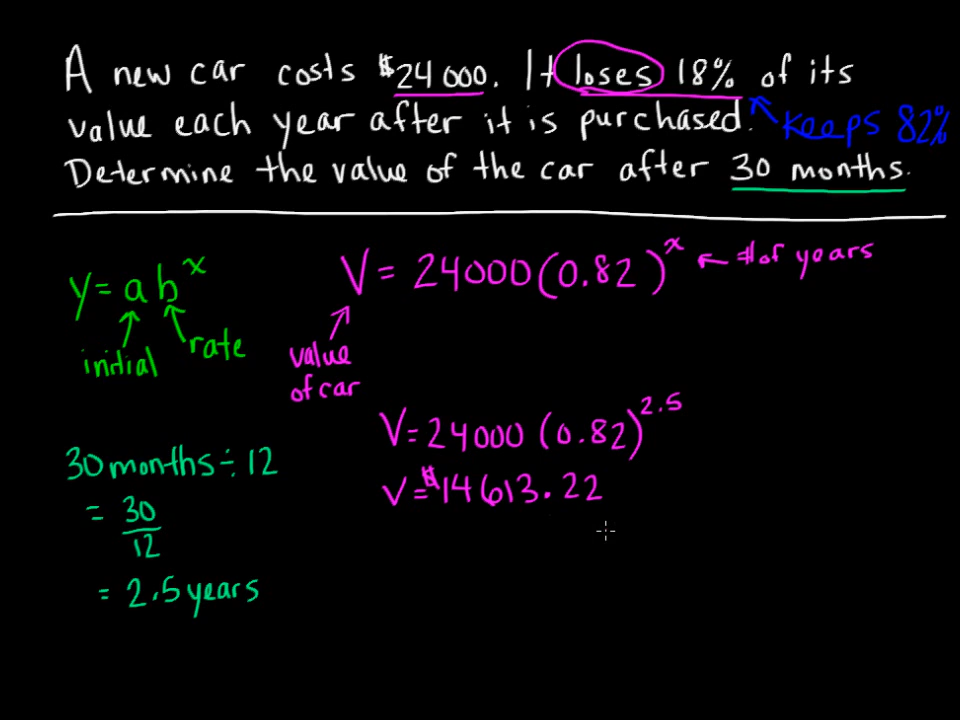 A new car costs $24000. It loses 18% of its
value each year after it is purchased. keeps 82%
Determine the value of the car after 30 months.
y = ab^x
initial
rate
V = 24000(0.82)^x ← # of years
value
of car
30 months ÷ 12
= 30/12
= 2.5 years
V = 24000(0.82)^2.5
V = $14613.22